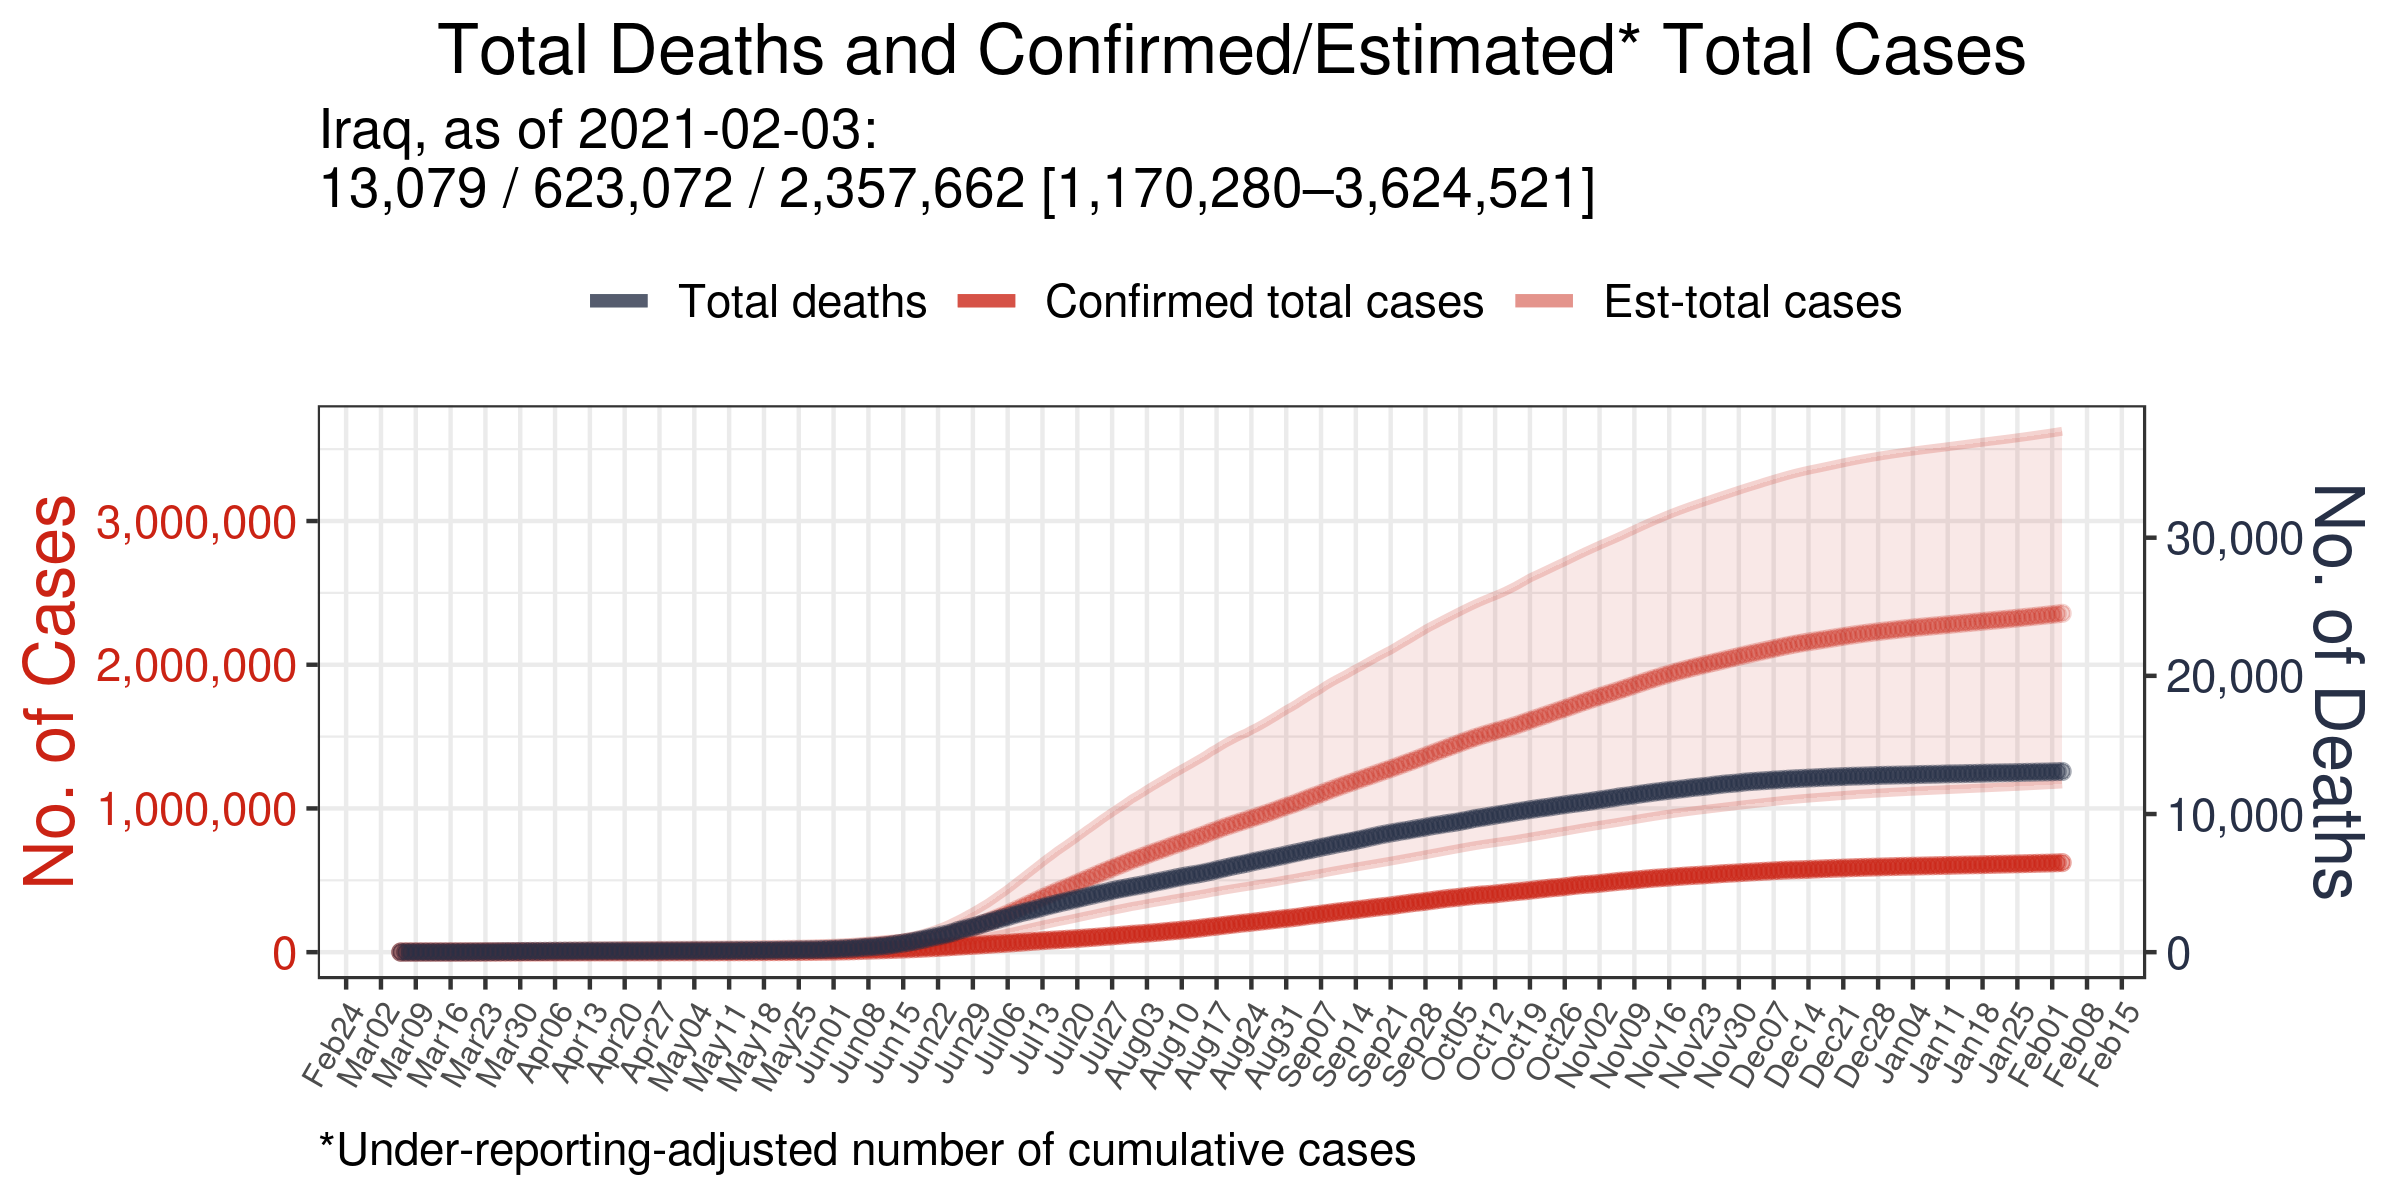 Total Deaths and Confirmed/Estimated* Total Cases
Iraq, as of 2021-02-03:
13,079 / 623,072 / 2,357,662 [1,170,280–3,624,521]
Total deaths
Confirmed total cases
Est-total cases
No. of Cases
3,000,000
2,000,000
1,000,000
0
30,000
20,000
10,000
0
No. of Deaths
Feb24
Mar02
Mar09
Mar16
Mar23
Mar30
Apr06
Apr13
Apr20
Apr27
May04
May11
May18
May25
Jun01
Jun08
Jun15
Jun22
Jun29
Jul06
Jul13
Jul20
Jul27
Aug03
Aug10
Aug17
Aug24
Aug31
Sep07
Sep14
Sep21
Sep28
Oct05
Oct12
Oct19
Oct26
Nov02
Nov09
Nov16
Nov23
Nov30
Dec07
Dec14
Dec21
Dec28
Jan04
Jan11
Jan18
Jan25
Feb01
Feb08
Feb15
*Under-reporting-adjusted number of cumulative cases